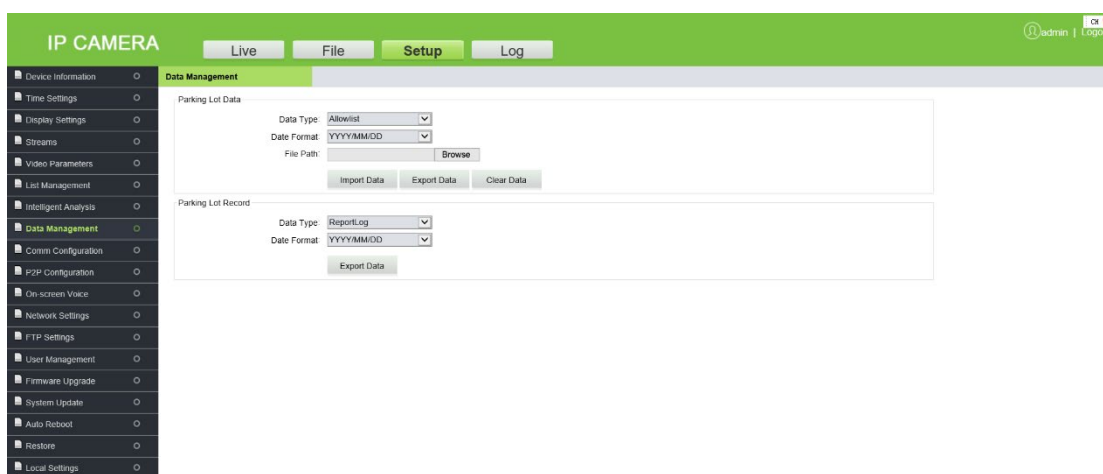 CH
IP CAMERA
Live
File
Setup
Log
admin | Logo
Device Information
Time Settings
Display Settings
Streams
Video Parameters
List Management
Intelligent Analysis
Data Management
Comm Configuration
P2P Configuration
On-screen Voice
Network Settings
FTP Settings
User Management
Firmware Upgrade
System Update
Auto Reboot
Restore
Local Settings
Data Management
Parking Lot Data
Data Type: Allowlist
Date Format: YYYY/MM/DD
File Path: Browse
Import Data Export Data Clear Data
Parking Lot Record
Data Type: ReportLog
Date Format: YYYY/MM/DD
Export Data